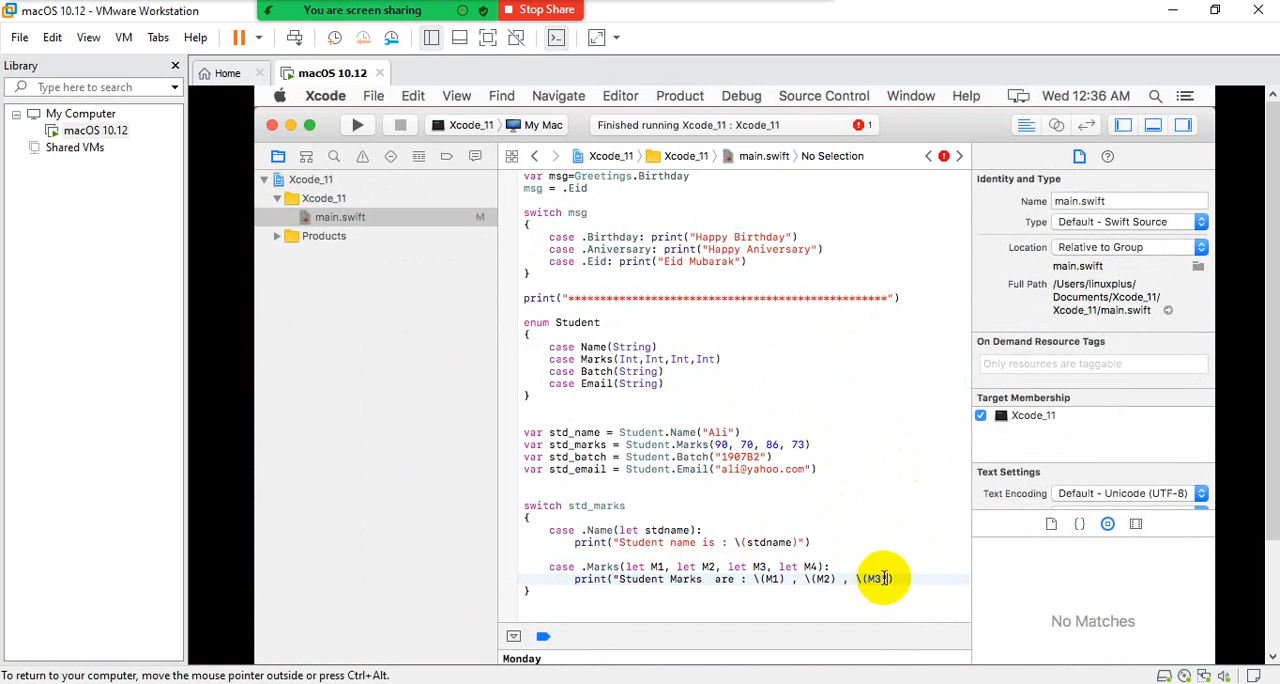 macOS 10.12 - VMware Workstation
You are screen sharing
Stop Share
File Edit View VM Tabs Help
Library
Type here to search
My Computer
macOS 10.12
Shared VMs
Home
macOS 10.12
Xcode File Edit View Find Navigate Editor Product Debug Source Control Window Help Wed 12:36 AM
Xcode_11 My Mac
Finished running Xcode_11 : Xcode_11
1
Xcode_11
Xcode_11
main.swift M
Products
Xcode_11 Xcode_11 main.swift No Selection
var msg=Greetings.Birthday
msg = .Eid
switch msg
{
case .Birthday: print("Happy Birthday")
case .Aniversary: print("Happy Aniversary")
case .Eid: print("Eid Mubarak")
}
print("**************************************************")
enum Student
{
case Name(String)
case Marks(Int,Int,Int,Int)
case Batch(String)
case Email(String)
}
var std_name = Student.Name("Ali")
var std_marks = Student.Marks(90, 70, 86, 73)
var std_batch = Student.Batch("1907B2")
var std_email = Student.Email("ali@yahoo.com")
switch std_marks
{
case .Name(let stdname):
print("Student name is : \(stdname)")
case .Marks(let M1, let M2, let M3, let M4):
print("Student Marks  are : \(M1) , \(M2) , \(M3
}
Monday
Identity and Type
Name main.swift
Type Default - Swift Source
Location Relative to Group
main.swift
Full Path /Users/linuxplus/
Documents/Xcode_11/
Xcode_11/main.swift
On Demand Resource Tags
Only resources are taggable
Target Membership
Xcode_11
Text Settings
Text Encoding Default - Unicode (UTF-8)
{}
No Matches
To return to your computer, move the mouse pointer outside or press Ctrl+Alt.